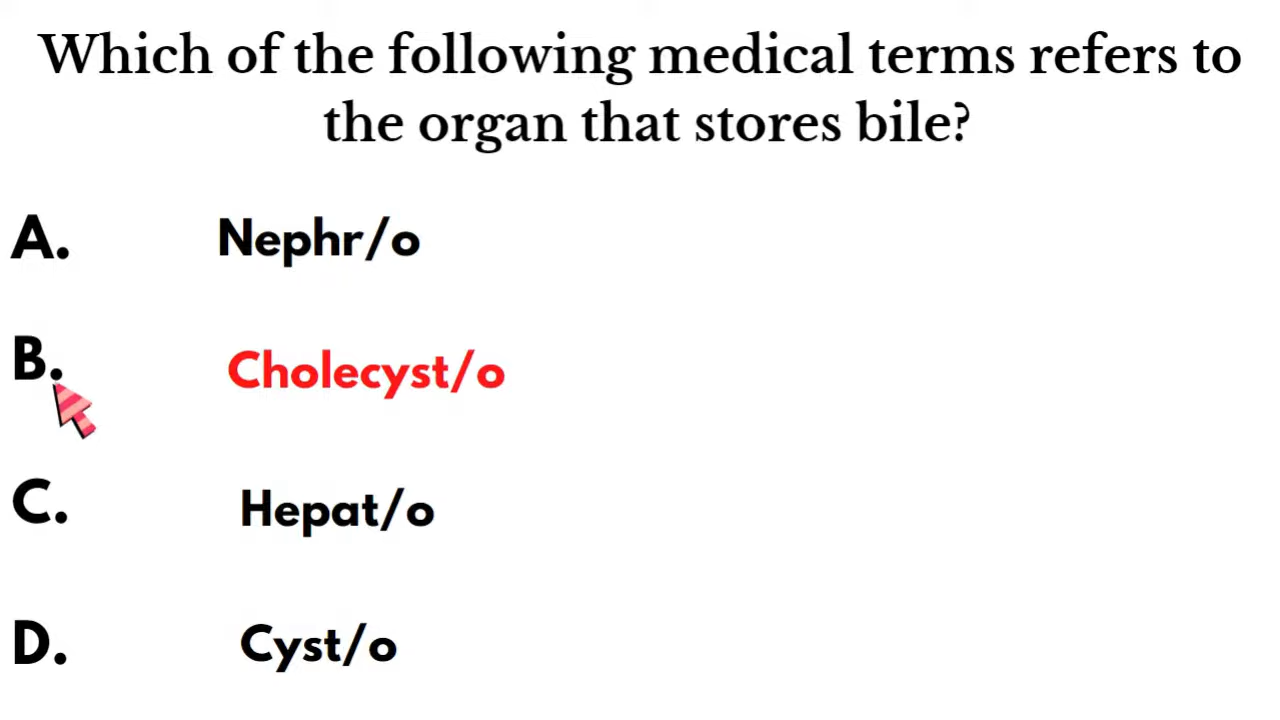 Which of the following medical terms refers to
the organ that stores bile?
A. Nephr/o
B. Cholecyst/o
C. Hepat/o
D. Cyst/o